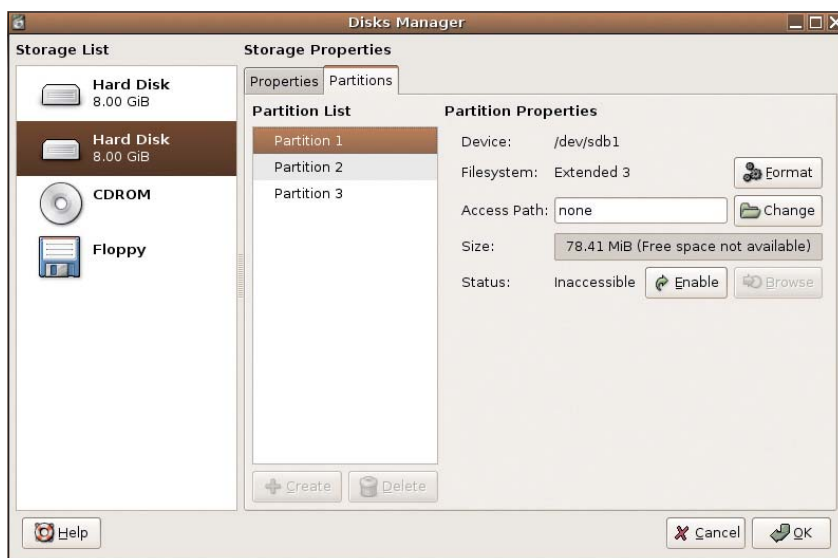 Disks Manager
Storage List
Hard Disk
8.00 GiB
Hard Disk
8.00 GiB
CDROM
Floppy
Storage Properties
Properties Partitions
Partition List
Partition 1
Partition 2
Partition 3
Create Delete
Partition Properties
Device: /dev/sdb1
Filesystem: Extended 3 Format
Access Path: none Change
Size: 78.41 MiB (Free space not available)
Status: Inaccessible Enable Browse
Help Cancel OK